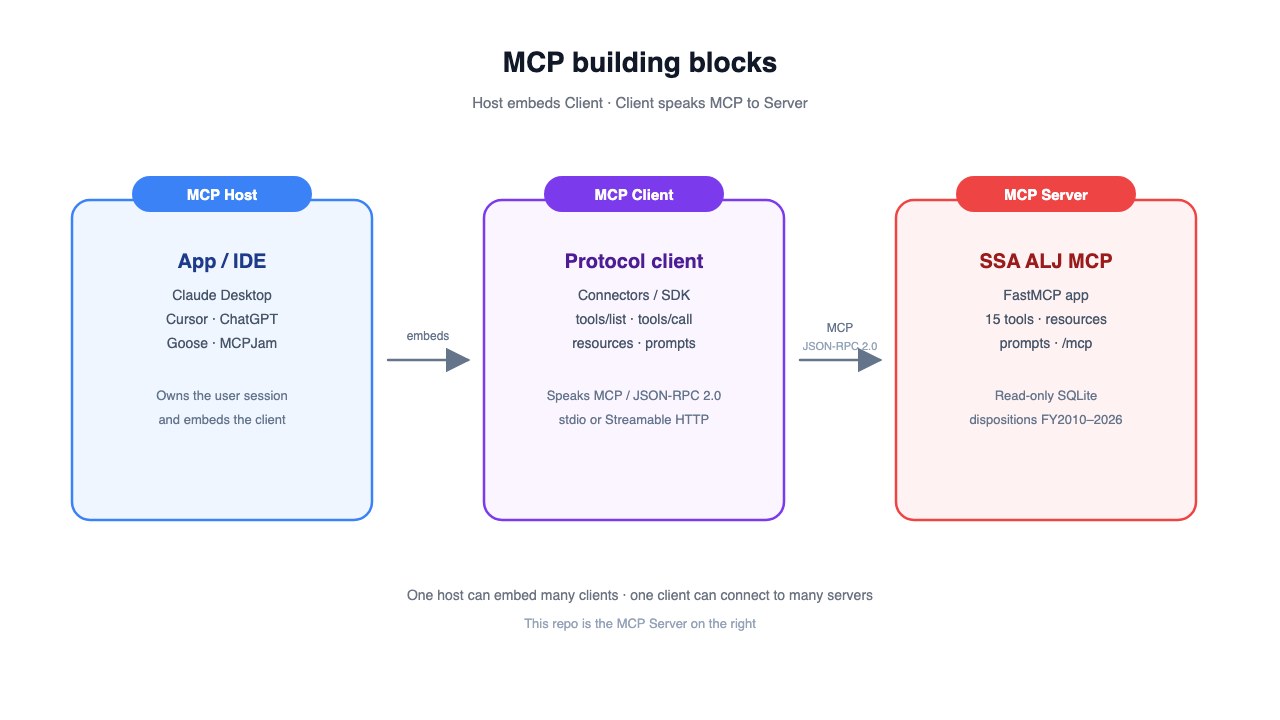 MCP building blocks
Host embeds Client · Client speaks MCP to Server
MCP Host
App / IDE
Claude Desktop
Cursor · ChatGPT
Goose · MCPJam
Owns the user session
and embeds the client
embeds
MCP Client
Protocol client
Connectors / SDK
tools/list · tools/call
resources · prompts
Speaks MCP / JSON-RPC 2.0
stdio or Streamable HTTP
MCP
JSON-RPC 2.0
MCP Server
SSA ALJ MCP
FastMCP app
15 tools · resources
prompts · /mcp
Read-only SQLite
dispositions FY2010–2026
One host can embed many clients · one client can connect to many servers
This repo is the MCP Server on the right